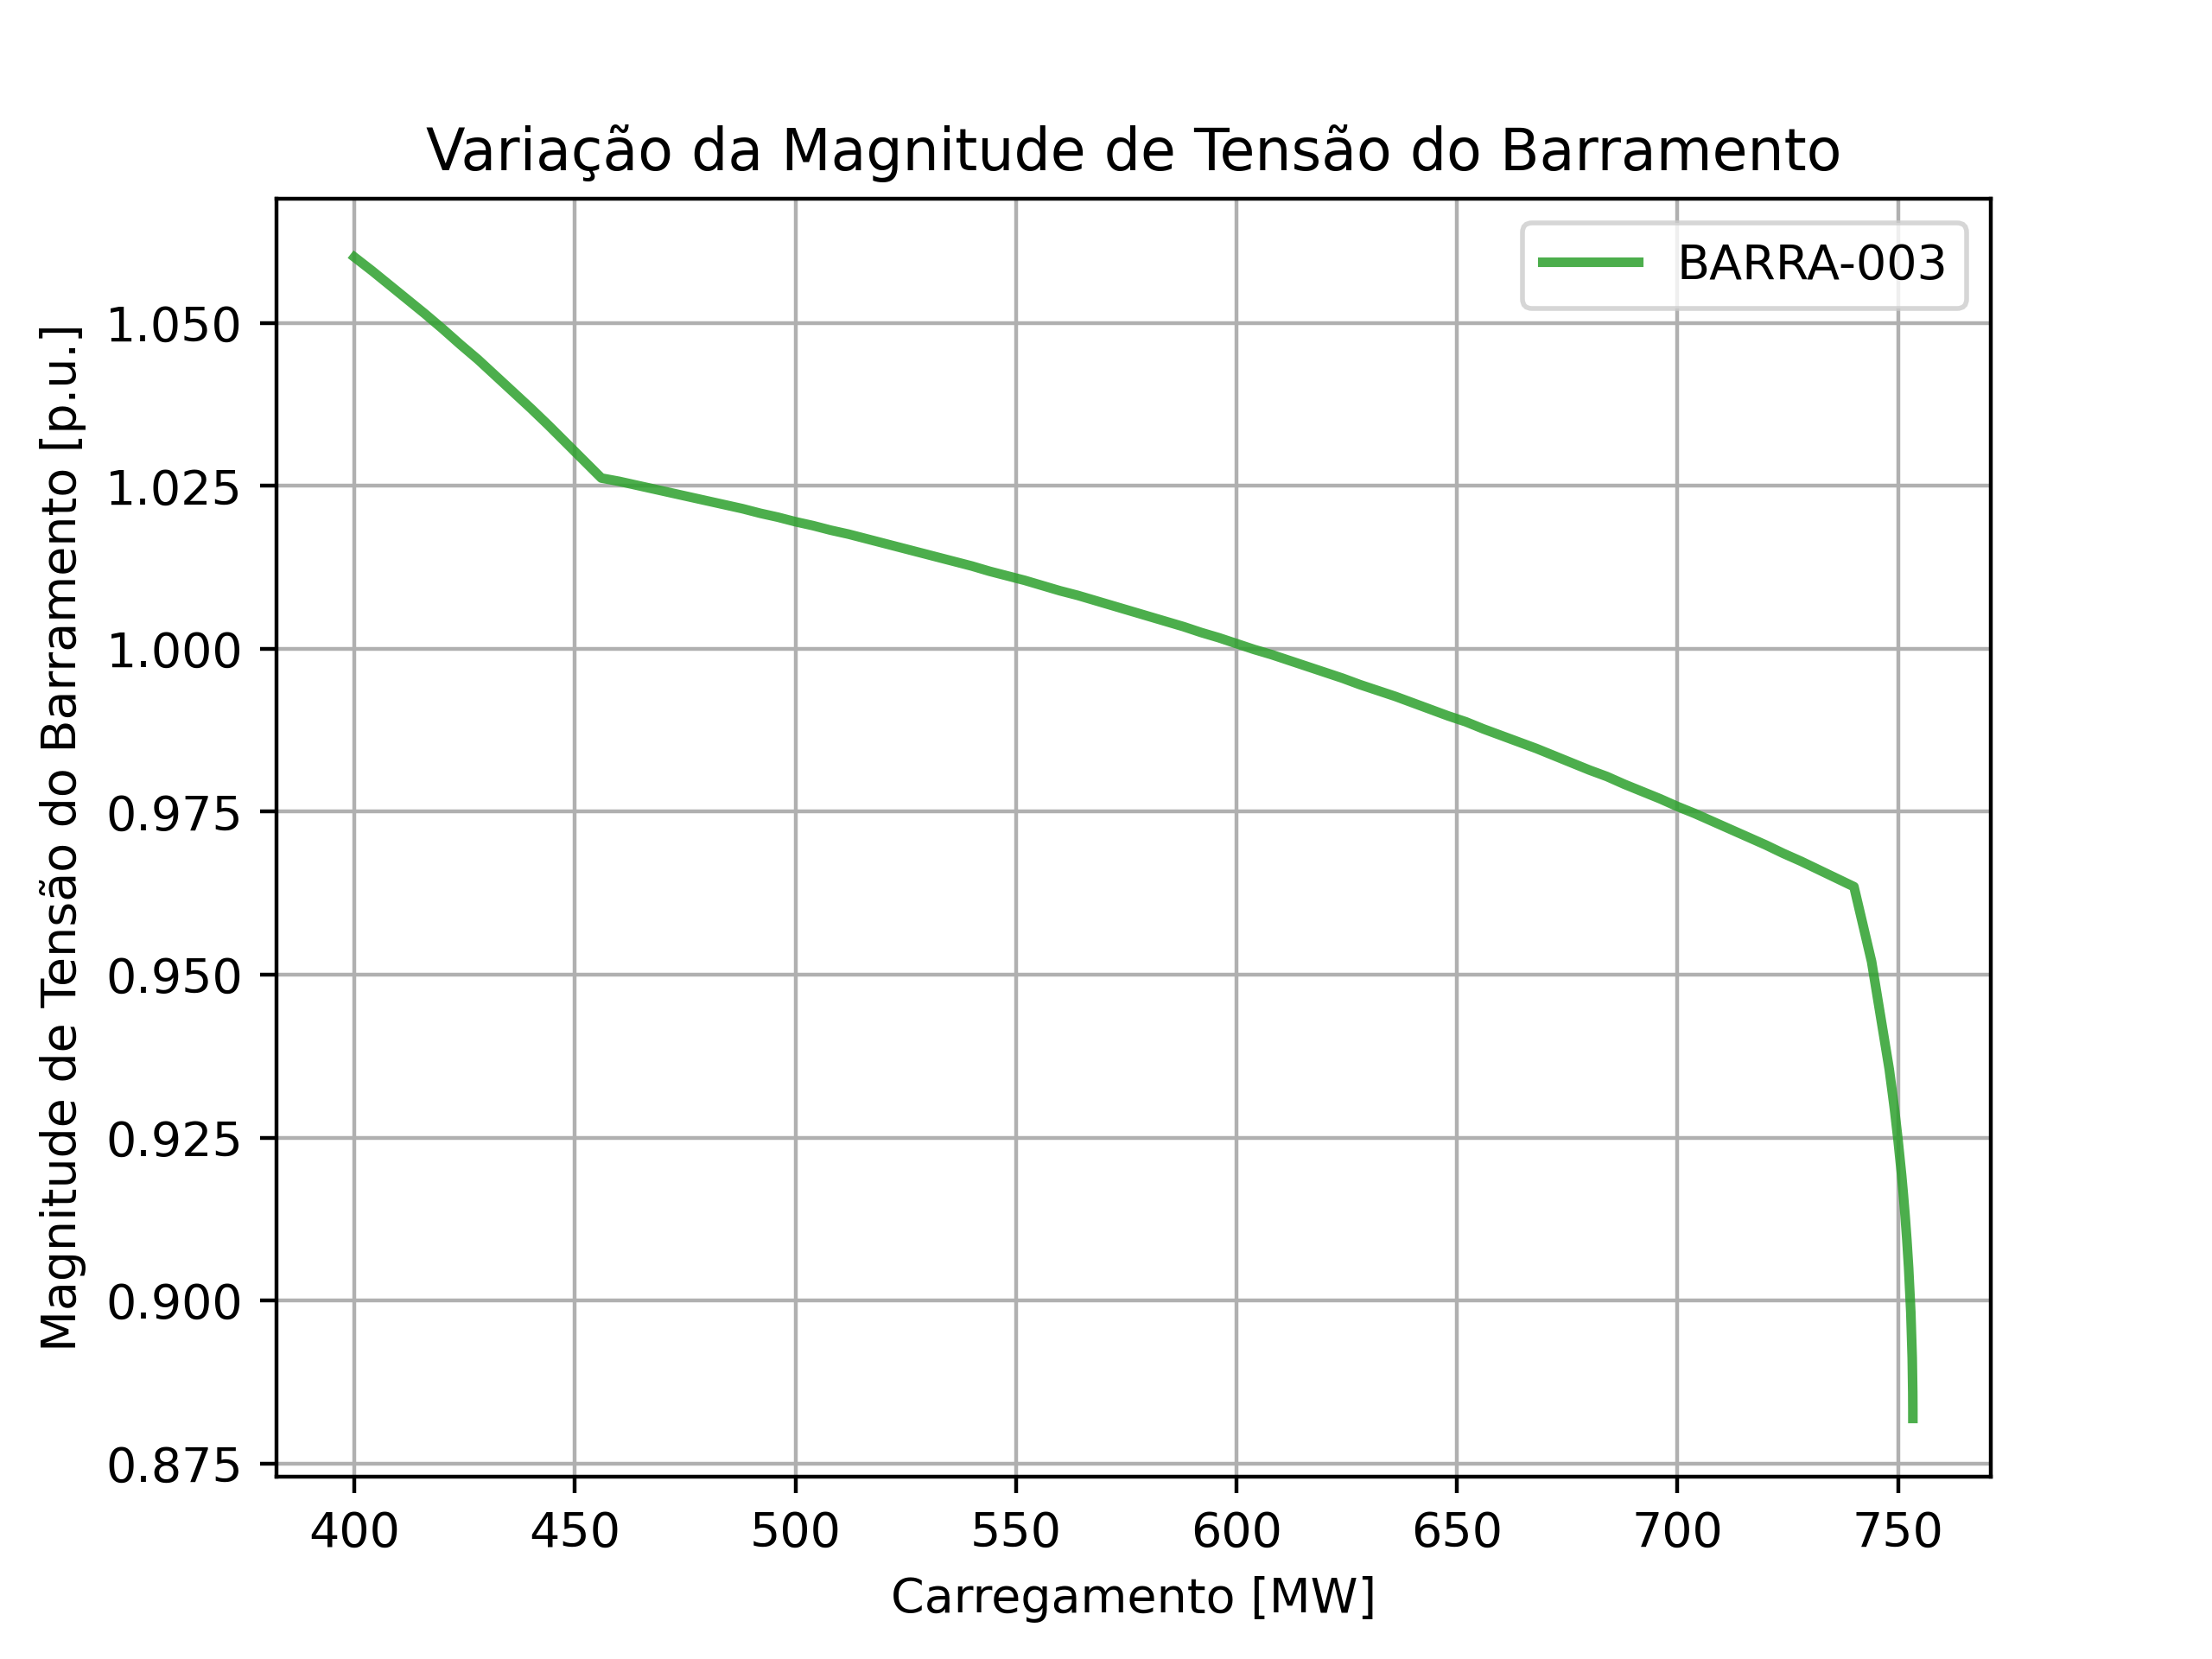 Variação da Magnitude de Tensão do Barramento
BARRA-003
Magnitude de Tensão do Barramento [p.u.]
1.050
1.025
1.000
0.975
0.950
0.925
0.900
0.875
400 450 500 550 600 650 700 750
Carregamento [MW]